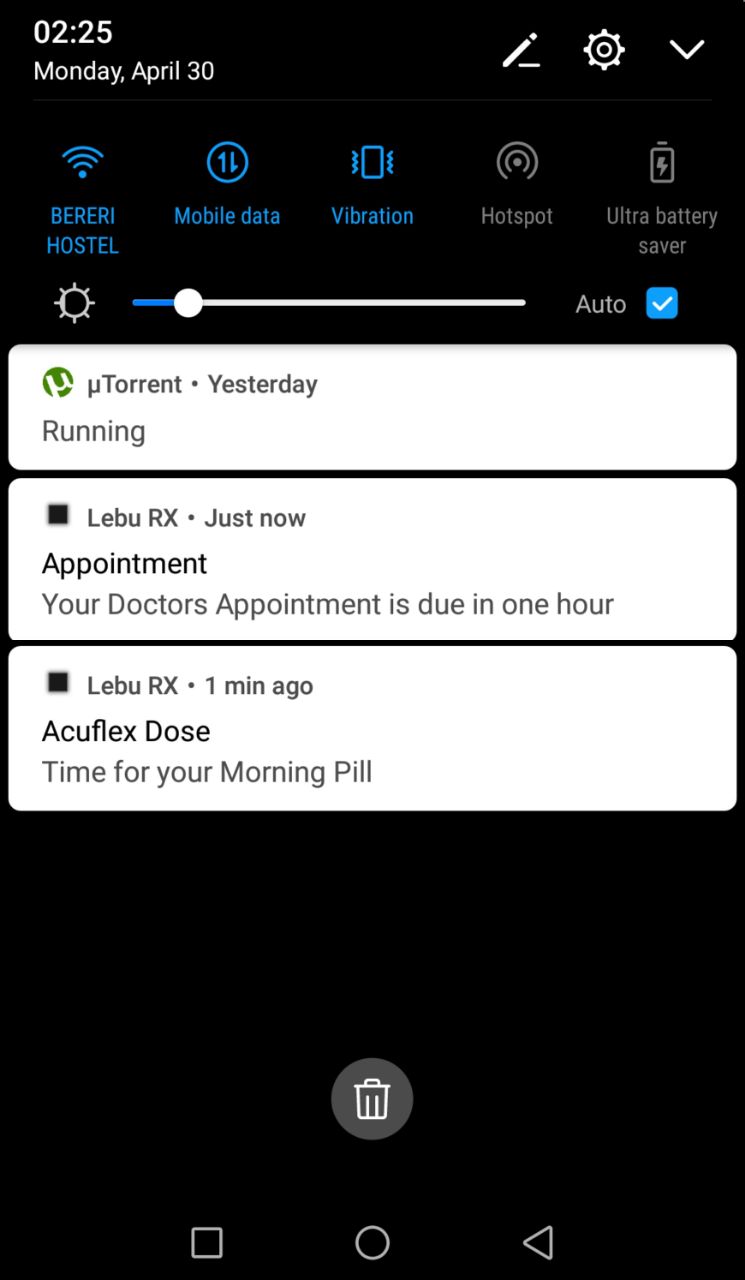 02:25
Monday, April 30
BERERI
HOSTEL
Mobile data
Vibration
Hotspot
Ultra battery
saver
Auto
µTorrent • Yesterday
Running
Lebu RX • Just now
Appointment
Your Doctors Appointment is due in one hour
Lebu RX • 1 min ago
Acuflex Dose
Time for your Morning Pill